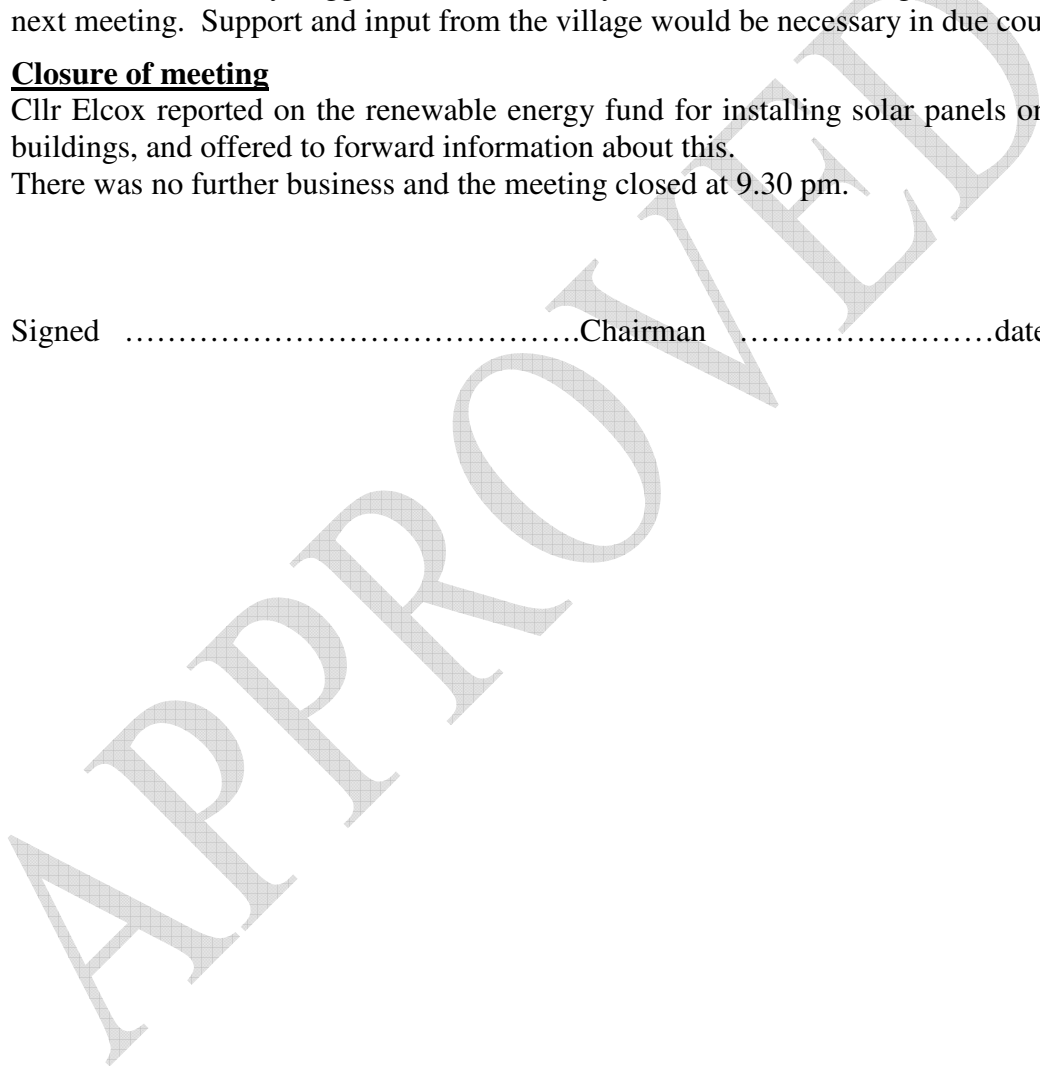 next meeting.  Support and input from the village would be necessary in due
Closure of meeting
Cllr Elcox reported on the renewable energy fund for installing solar panels
buildings, and offered to forward information about this.
There was no further business and the meeting closed at 9.30 pm.
Signed …………………………………….Chairman ……………………date
APPROVED